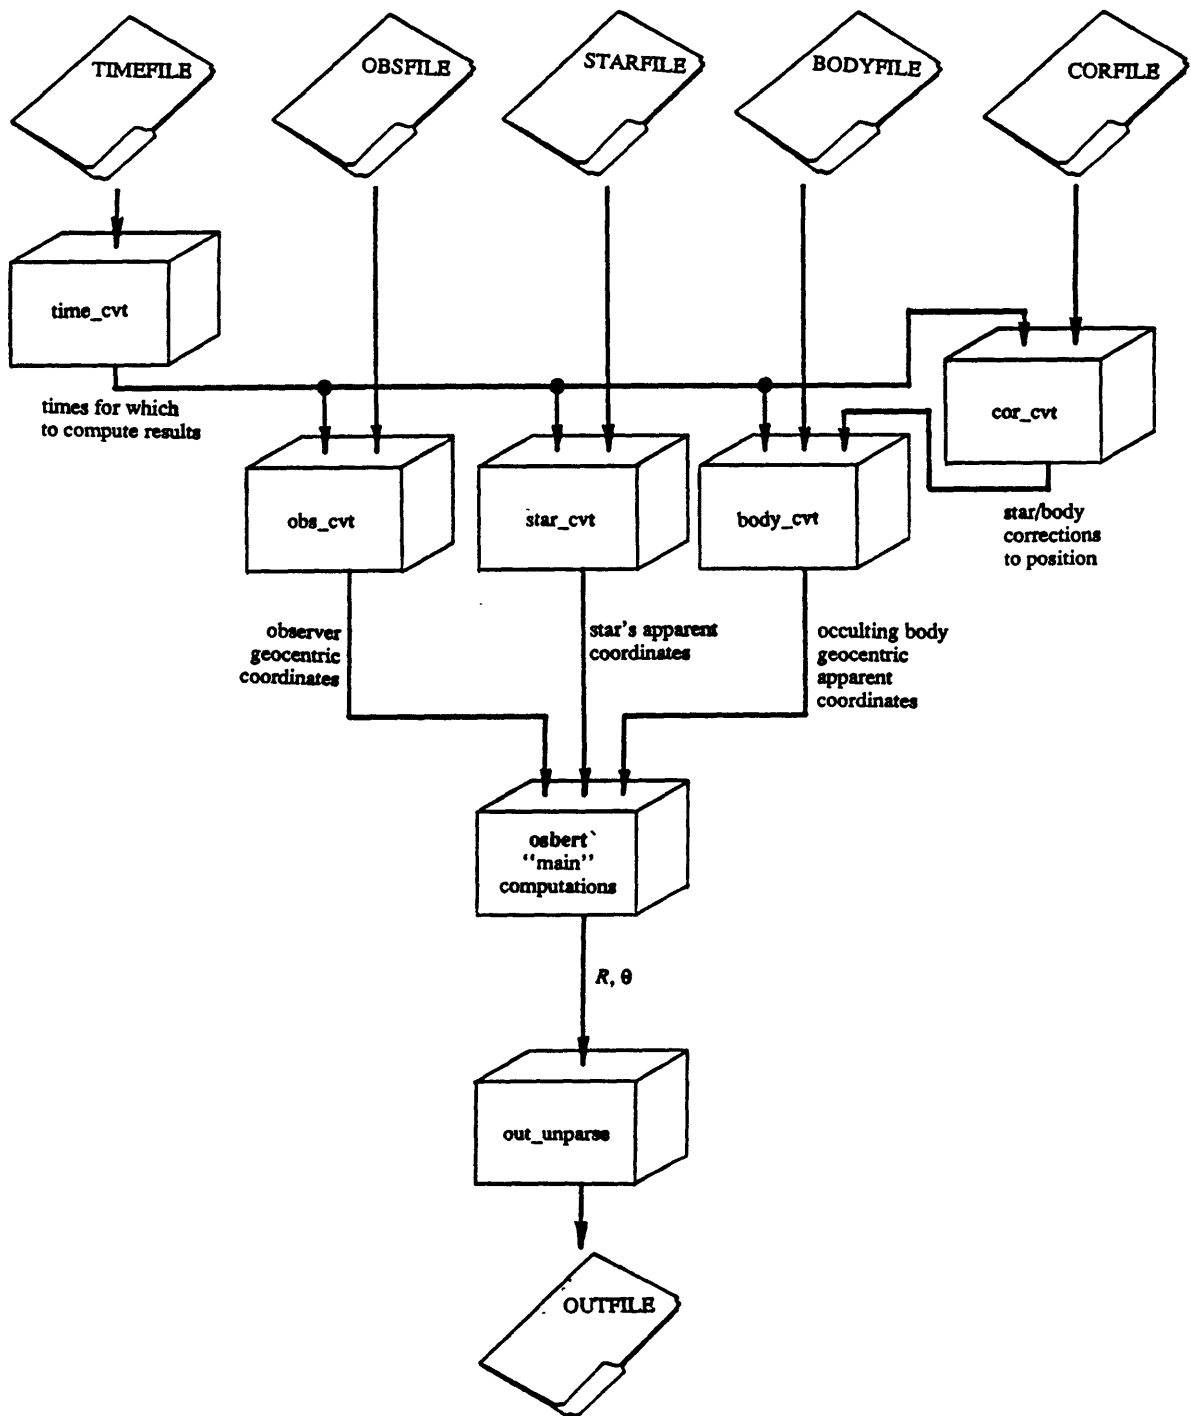 TIMEFILE
OBSFILE
STARFILE
BODYFILE
CORFILE
time_cvt
times for which
to compute results
cor_cvt
obs_cvt
star_cvt
body_cvt
star/body
corrections
to position
observer
geocentric
coordinates
star's apparent
coordinates
occulting body
geocentric
apparent
coordinates
osbert`
"main"
computations
R, θ
out_unparse
OUTFILE